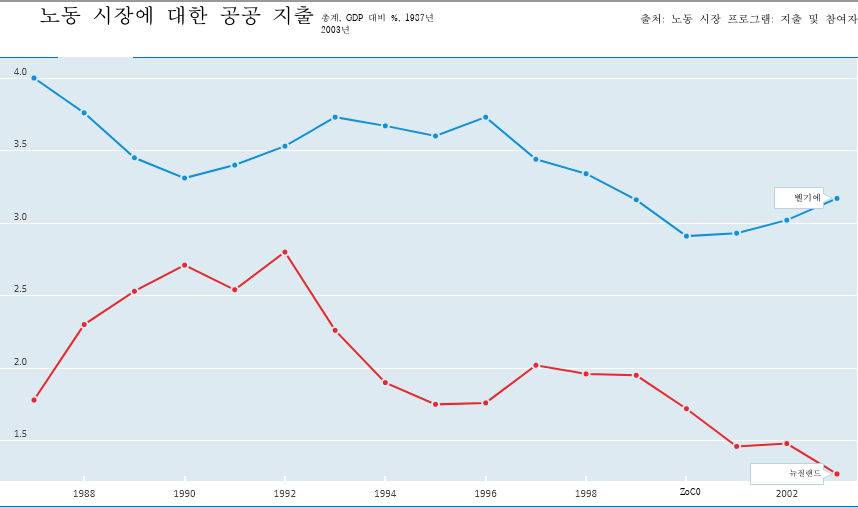 노동 시장에 대한 공공 지출 총계, GDP 대비 %, 1987년
2003년
출처: 노동 시장 프로그램: 지출 및 참여자
4.0
3.5
3.0
벨기에
2.5
2.0
1.5
뉴질랜드
1988 1990 1992 1994 1996 1998 ZoC0 2002